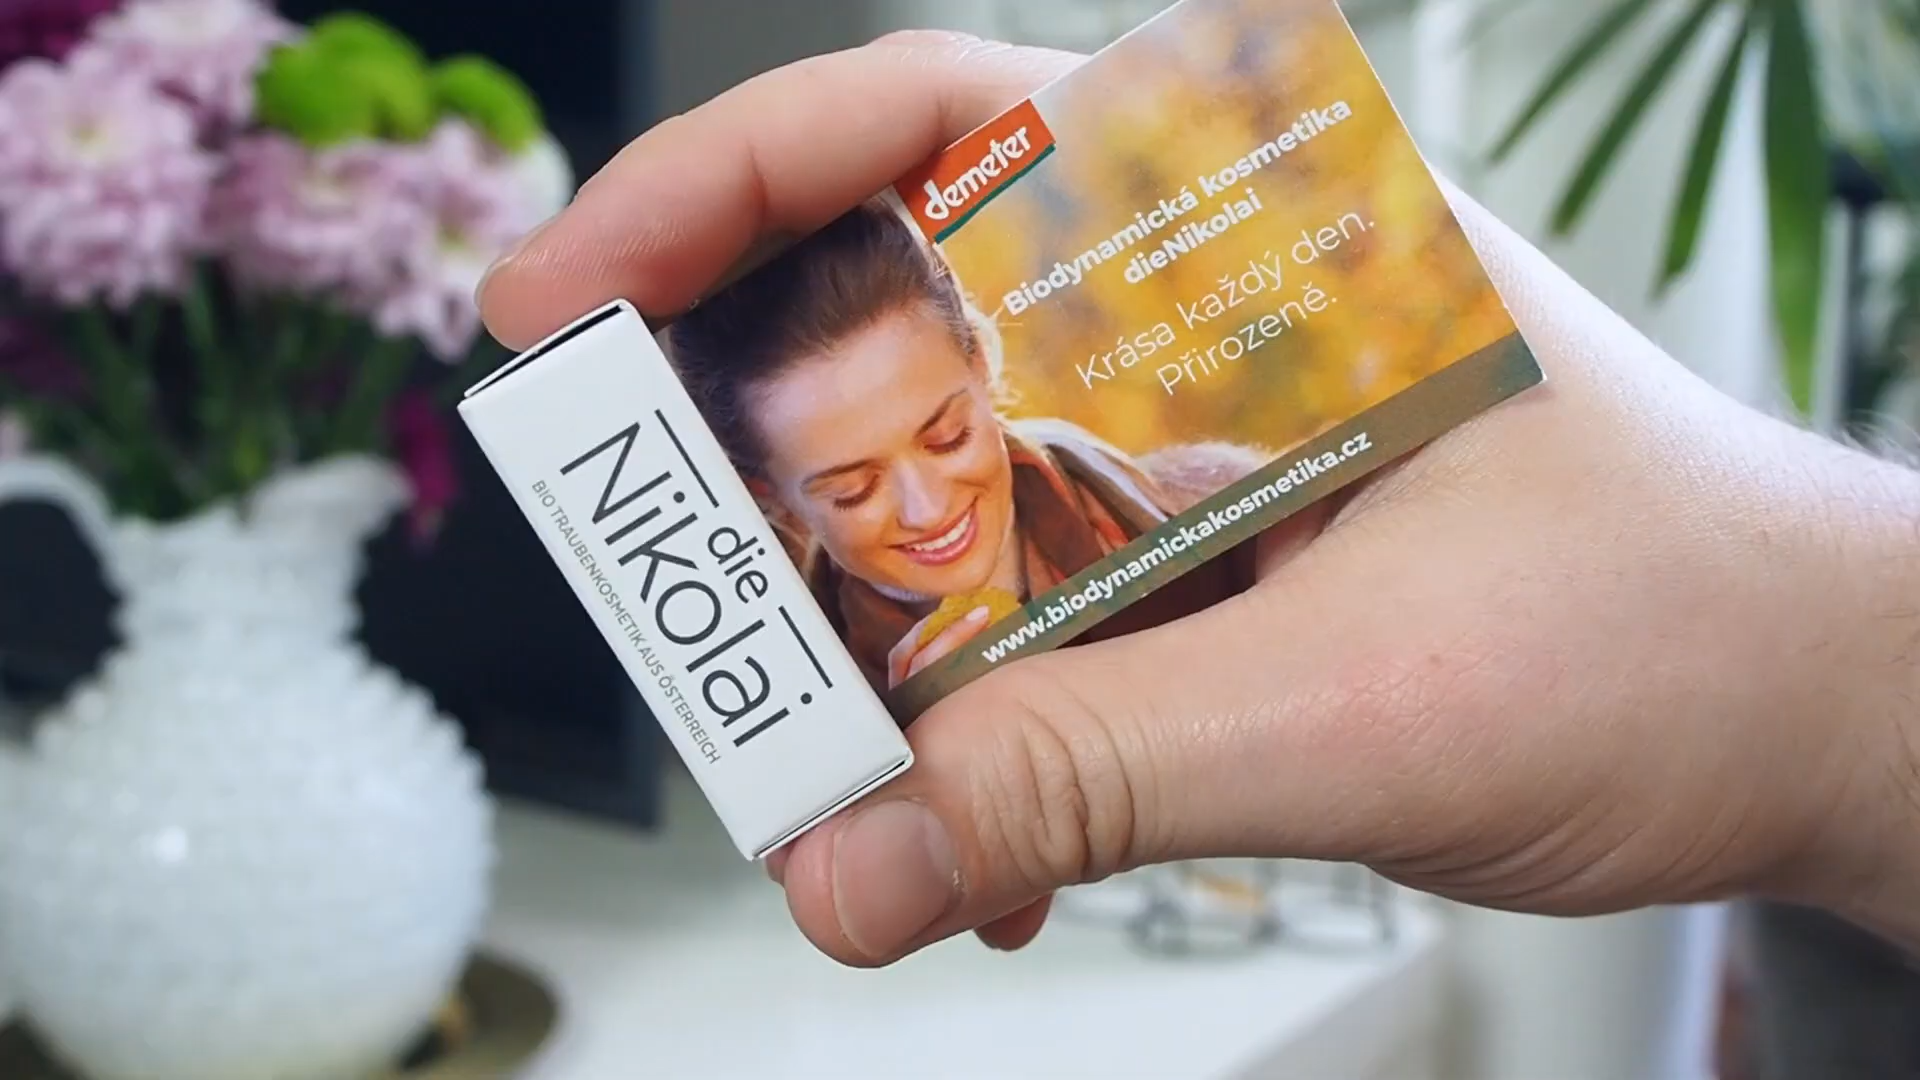 die
Nikolai
BIO TRAUBENKOSMETIK AUS ÖSTERREICH
demeter
Biodynamická kosmetika
dieNikolai
Krása každý den.
Přirozeně.
www.biodynamickakosmetika.cz